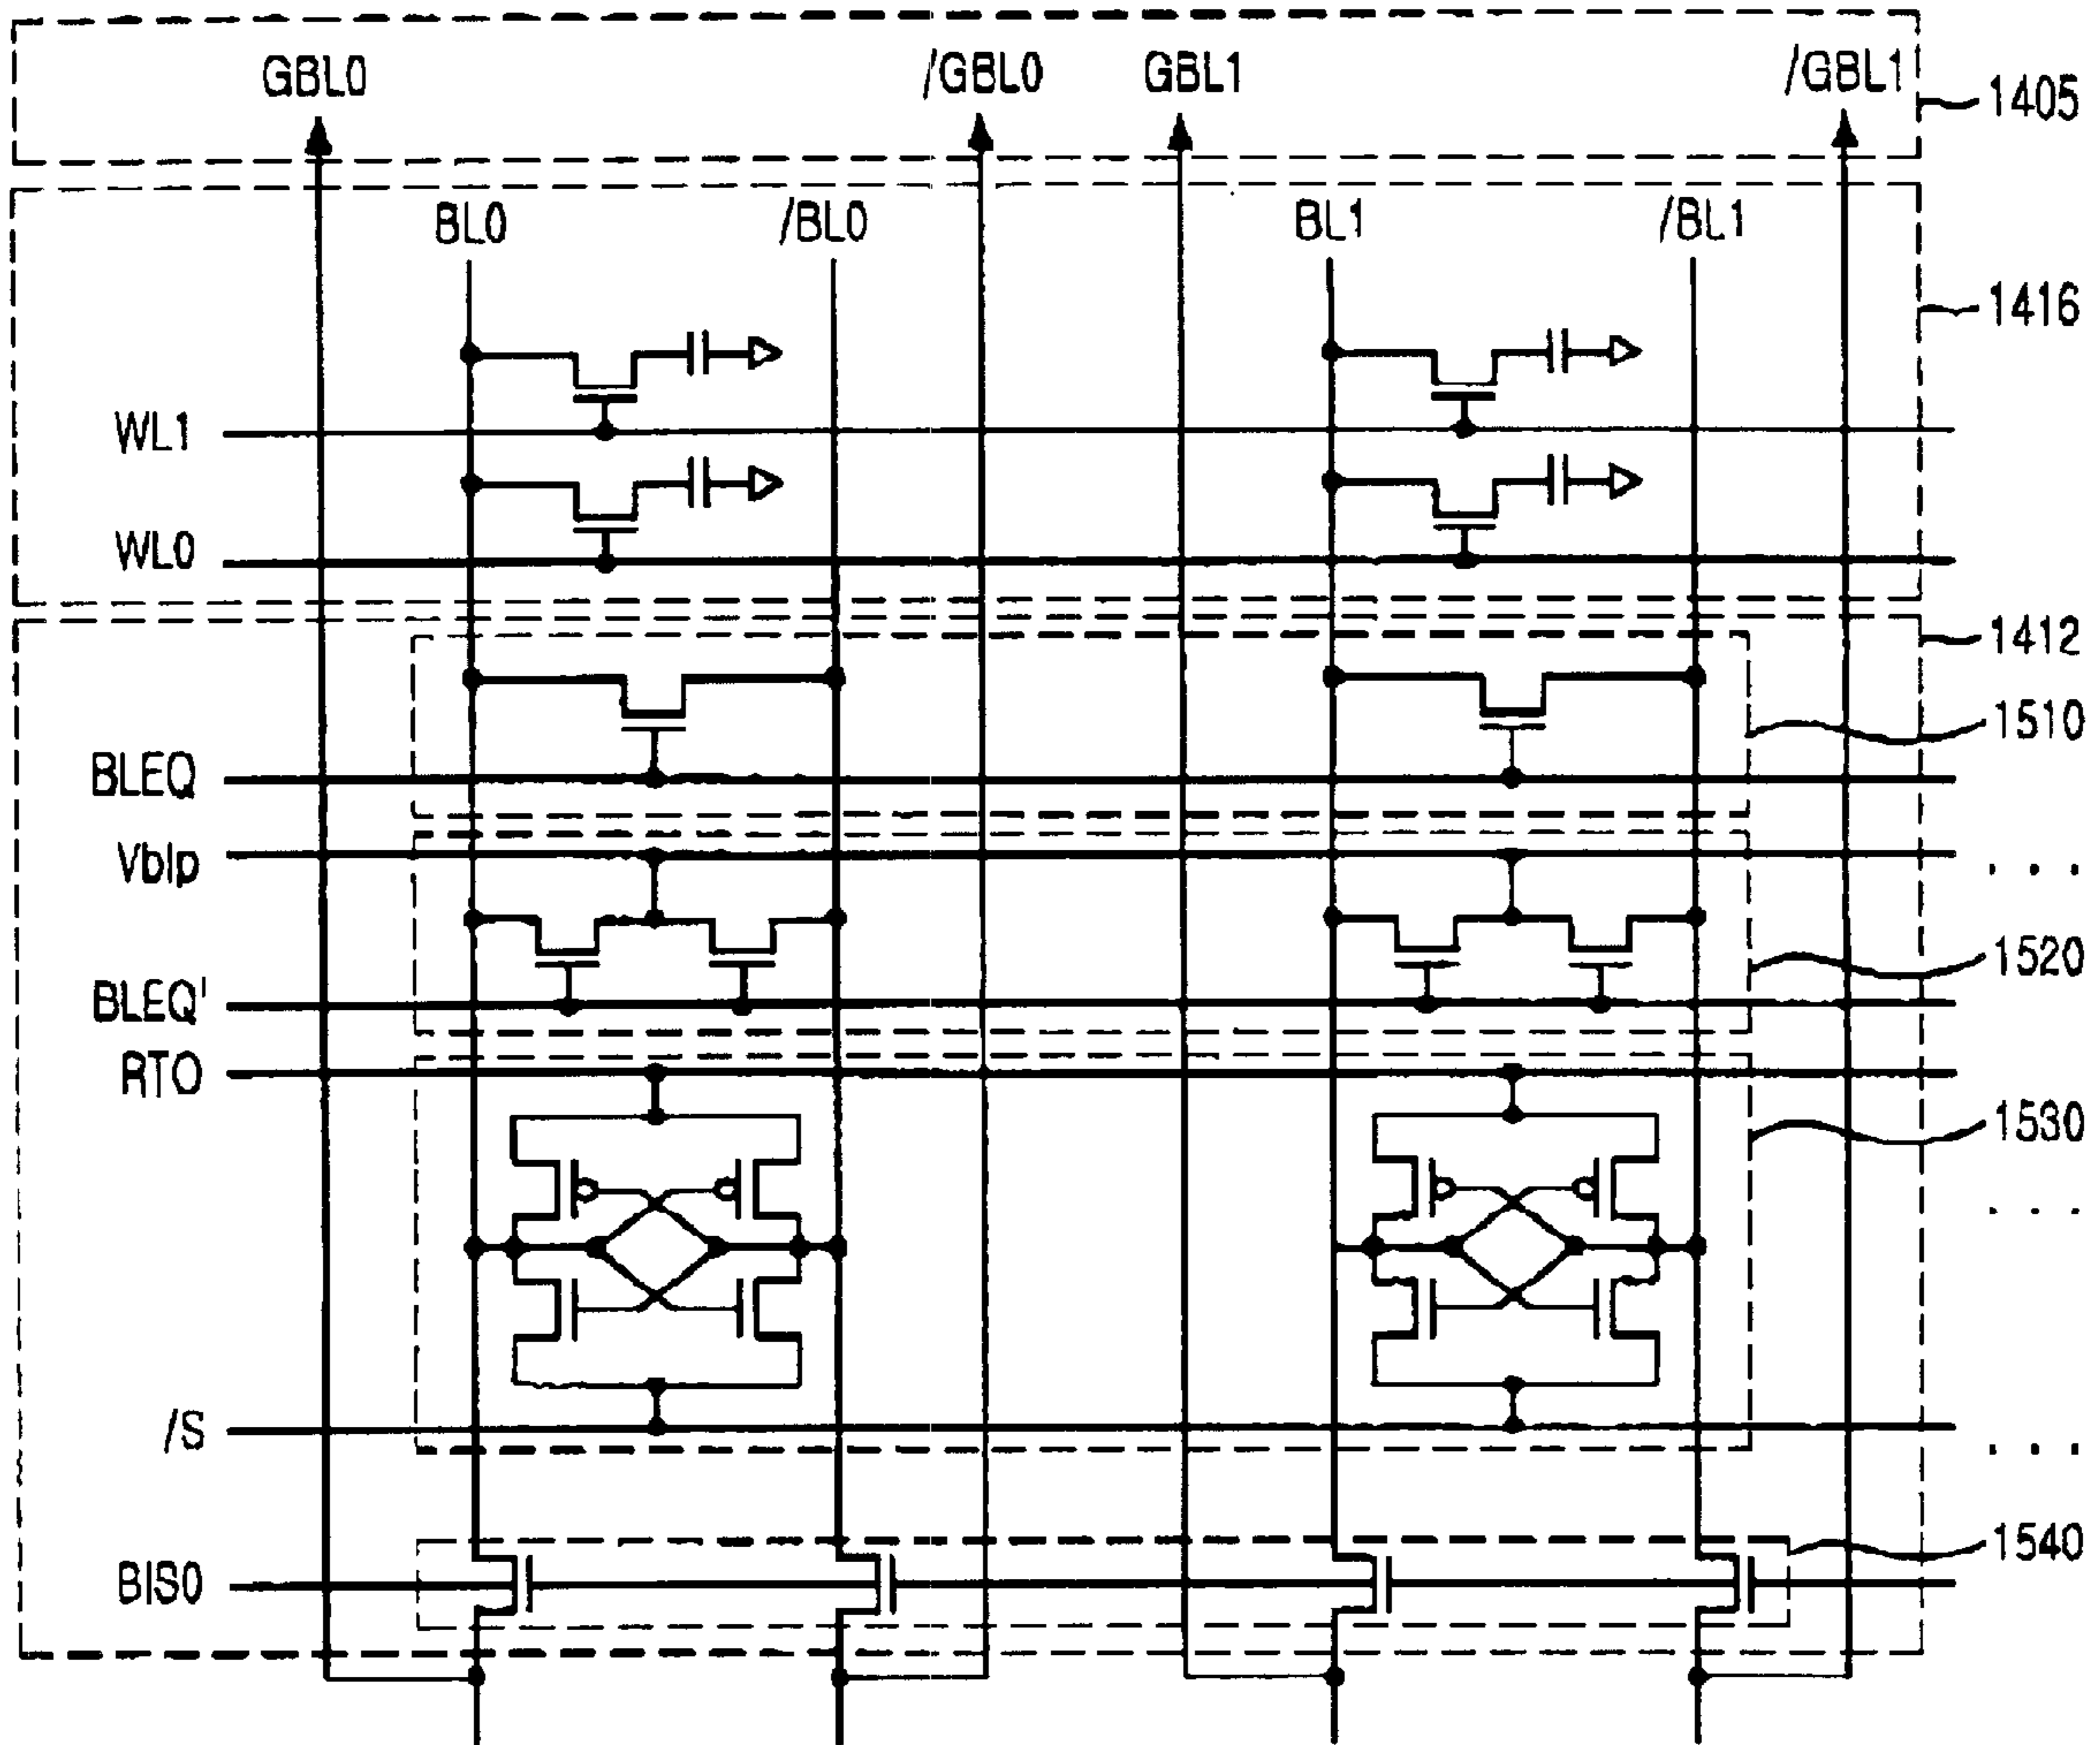 GBL0 /GBL0 GBL1 /GBL1
1405
BL0 /BL0 BL1 /BL1
1416
WL1
WL0
1412
1510
BLEQ
Vblp . . .
1520
BLEQ'
RTO
1530
. . .
/S . . .
1540
BIS0